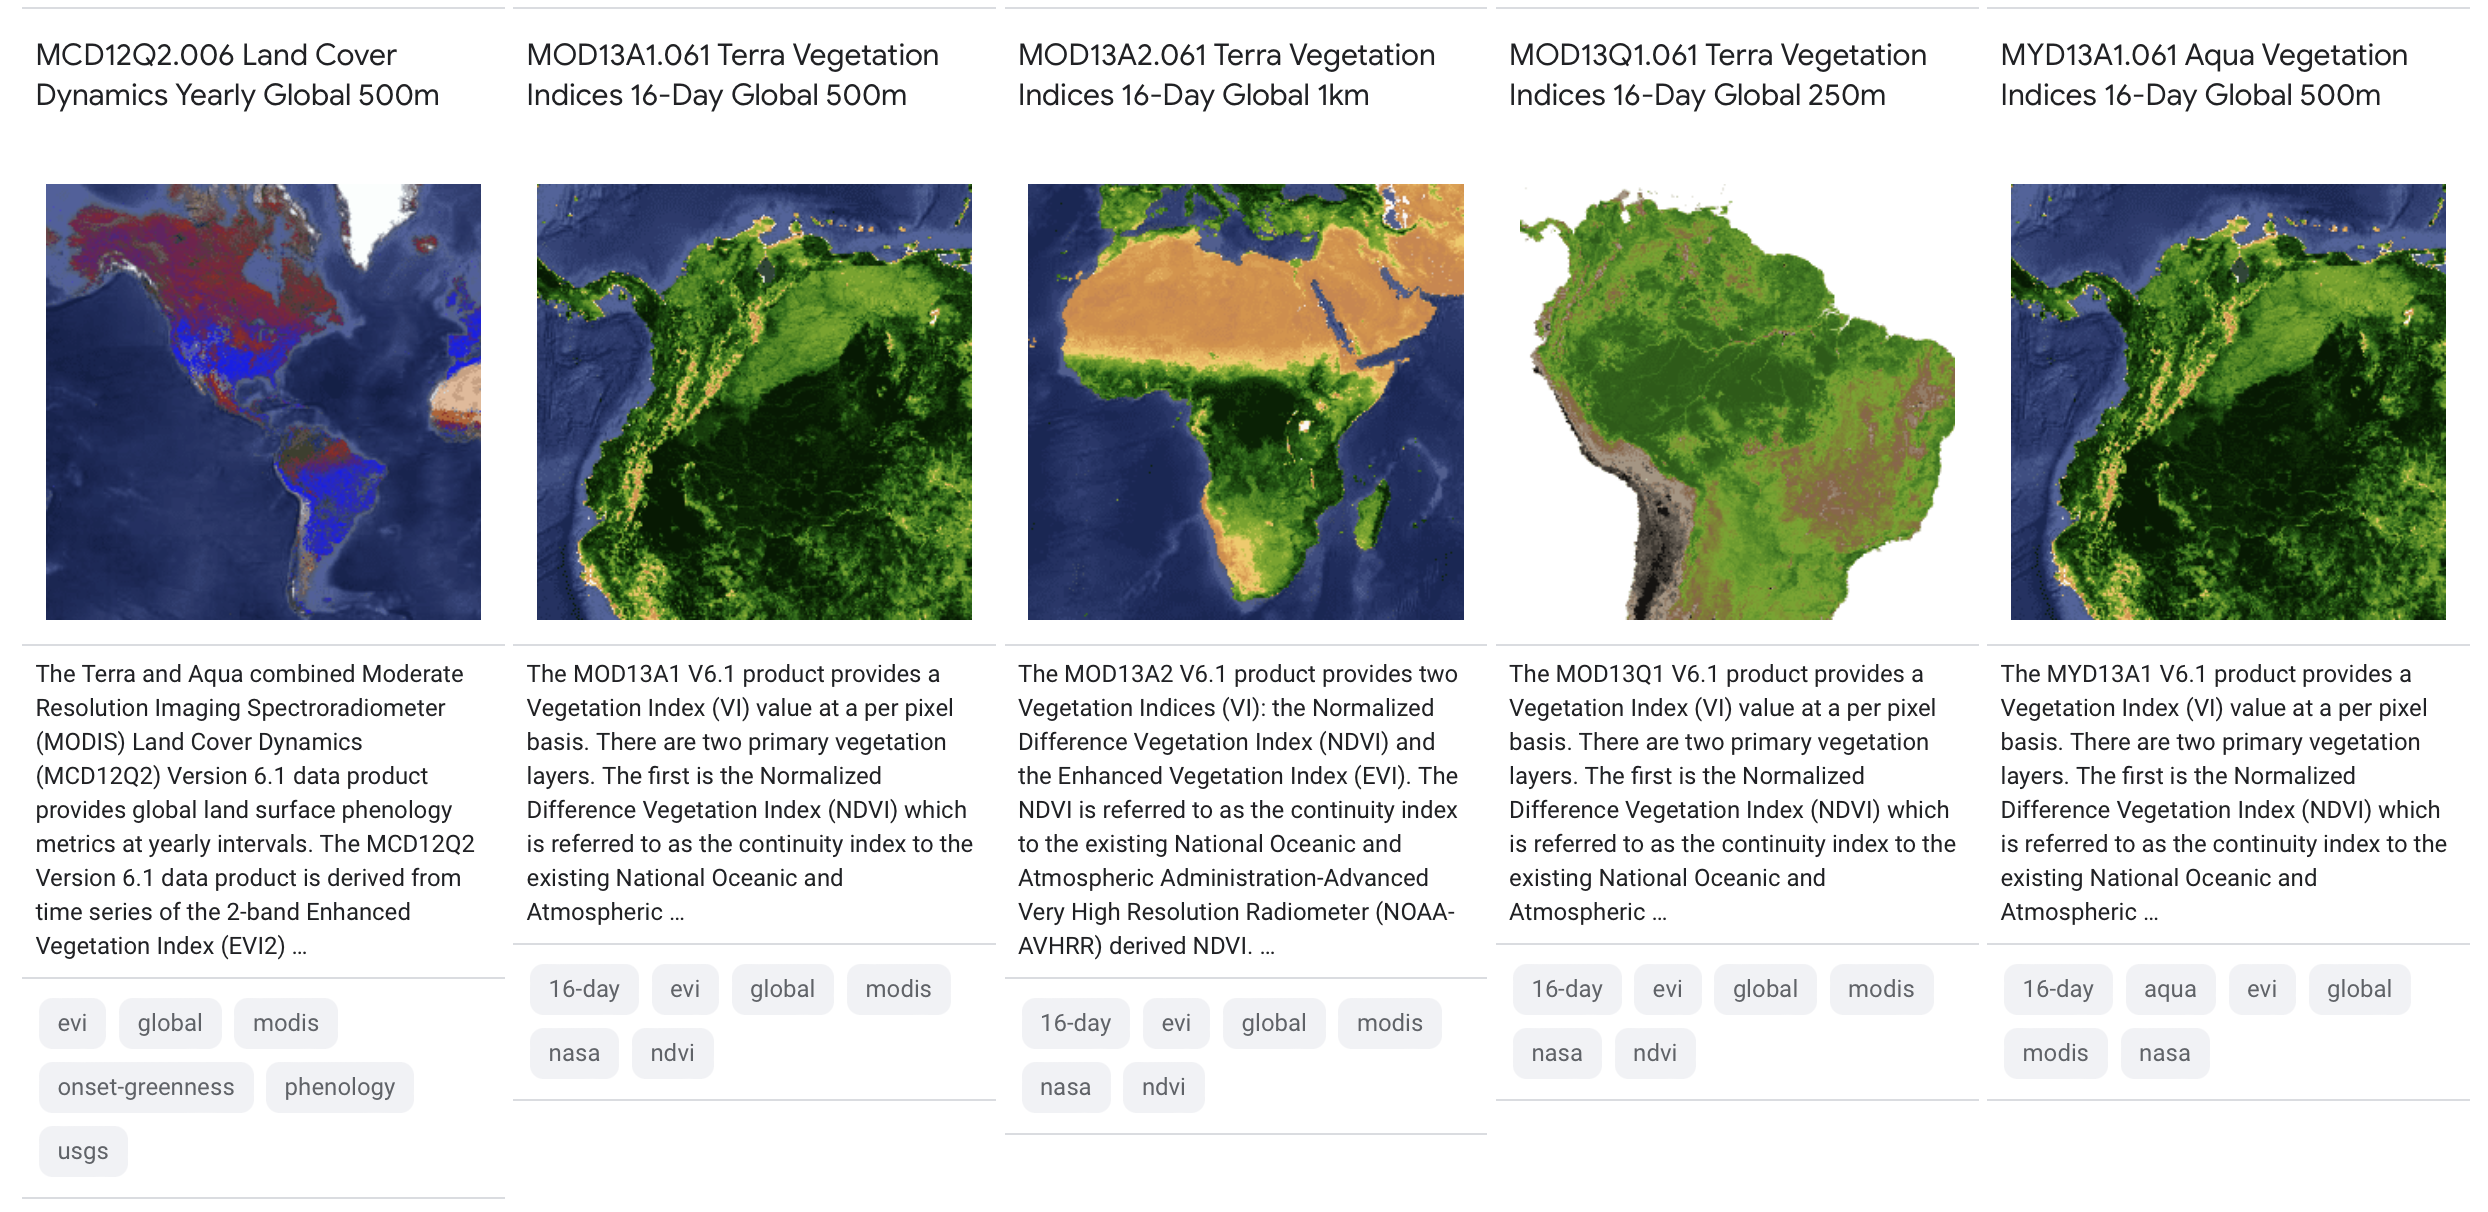 MCD12Q2.006 Land Cover
Dynamics Yearly Global 500m
The Terra and Aqua combined Moderate
Resolution Imaging Spectroradiometer
(MODIS) Land Cover Dynamics
(MCD12Q2) Version 6.1 data product
provides global land surface phenology
metrics at yearly intervals. The MCD12Q2
Version 6.1 data product is derived from
time series of the 2-band Enhanced
Vegetation Index (EVI2) ...
evi global modis
onset-greenness phenology
usgs
MOD13A1.061 Terra Vegetation
Indices 16-Day Global 500m
The MOD13A1 V6.1 product provides a
Vegetation Index (VI) value at a per pixel
basis. There are two primary vegetation
layers. The first is the Normalized
Difference Vegetation Index (NDVI) which
is referred to as the continuity index to the
existing National Oceanic and
Atmospheric ...
16-day evi global modis
nasa ndvi
MOD13A2.061 Terra Vegetation
Indices 16-Day Global 1km
The MOD13A2 V6.1 product provides two
Vegetation Indices (VI): the Normalized
Difference Vegetation Index (NDVI) and
the Enhanced Vegetation Index (EVI). The
NDVI is referred to as the continuity index
to the existing National Oceanic and
Atmospheric Administration-Advanced
Very High Resolution Radiometer (NOAA-
AVHRR) derived NDVI. ...
16-day evi global modis
nasa ndvi
MOD13Q1.061 Terra Vegetation
Indices 16-Day Global 250m
The MOD13Q1 V6.1 product provides a
Vegetation Index (VI) value at a per pixel
basis. There are two primary vegetation
layers. The first is the Normalized
Difference Vegetation Index (NDVI) which
is referred to as the continuity index to the
existing National Oceanic and
Atmospheric ...
16-day evi global modis
nasa ndvi
MYD13A1.061 Aqua Vegetation
Indices 16-Day Global 500m
The MYD13A1 V6.1 product provides a
Vegetation Index (VI) value at a per pixel
basis. There are two primary vegetation
layers. The first is the Normalized
Difference Vegetation Index (NDVI) which
is referred to as the continuity index to the
existing National Oceanic and
Atmospheric ...
16-day aqua evi global
modis nasa